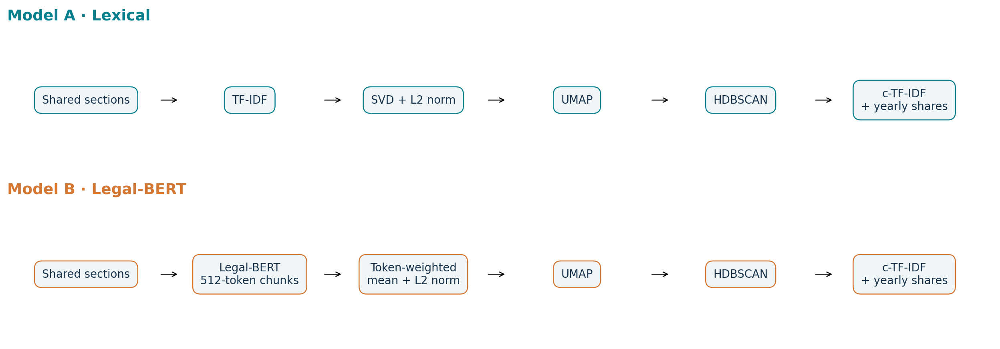 Model A · Lexical
Shared sections
TF-IDF
SVD + L2 norm
UMAP
HDBSCAN
c-TF-IDF
+ yearly shares
Model B · Legal-BERT
Shared sections
Legal-BERT
512-token chunks
Token-weighted
mean + L2 norm
UMAP
HDBSCAN
c-TF-IDF
+ yearly shares